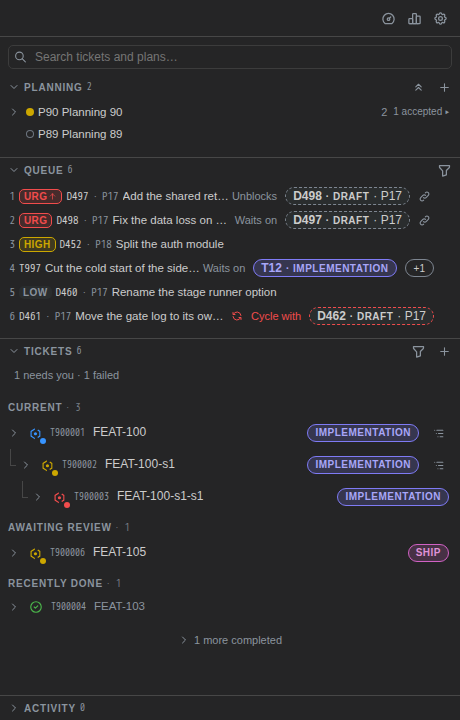 Search tickets and plans…
PLANNING 2
P90 Planning 90 2 1 accepted ▸
P89 Planning 89
QUEUE 6
1 URG ↑ D497 · P17 Add the shared ret… Unblocks D498 · DRAFT · P17
2 URG D498 · P17 Fix the data loss on … Waits on D497 · DRAFT · P17
3 HIGH D452 · P18 Split the auth module
4 T997 Cut the cold start of the side… Waits on T12 · IMPLEMENTATION +1
5 LOW D460 · P17 Rename the stage runner option
6 D461 · P17 Move the gate log to its ow… Cycle with D462 · DRAFT · P17
TICKETS 6
1 needs you · 1 failed
CURRENT · 3
T900001 FEAT-100 IMPLEMENTATION
T900002 FEAT-100-s1 IMPLEMENTATION
T900003 FEAT-100-s1-s1 IMPLEMENTATION
AWAITING REVIEW · 1
T900006 FEAT-105 SHIP
RECENTLY DONE · 1
T900004 FEAT-103
1 more completed
ACTIVITY 0